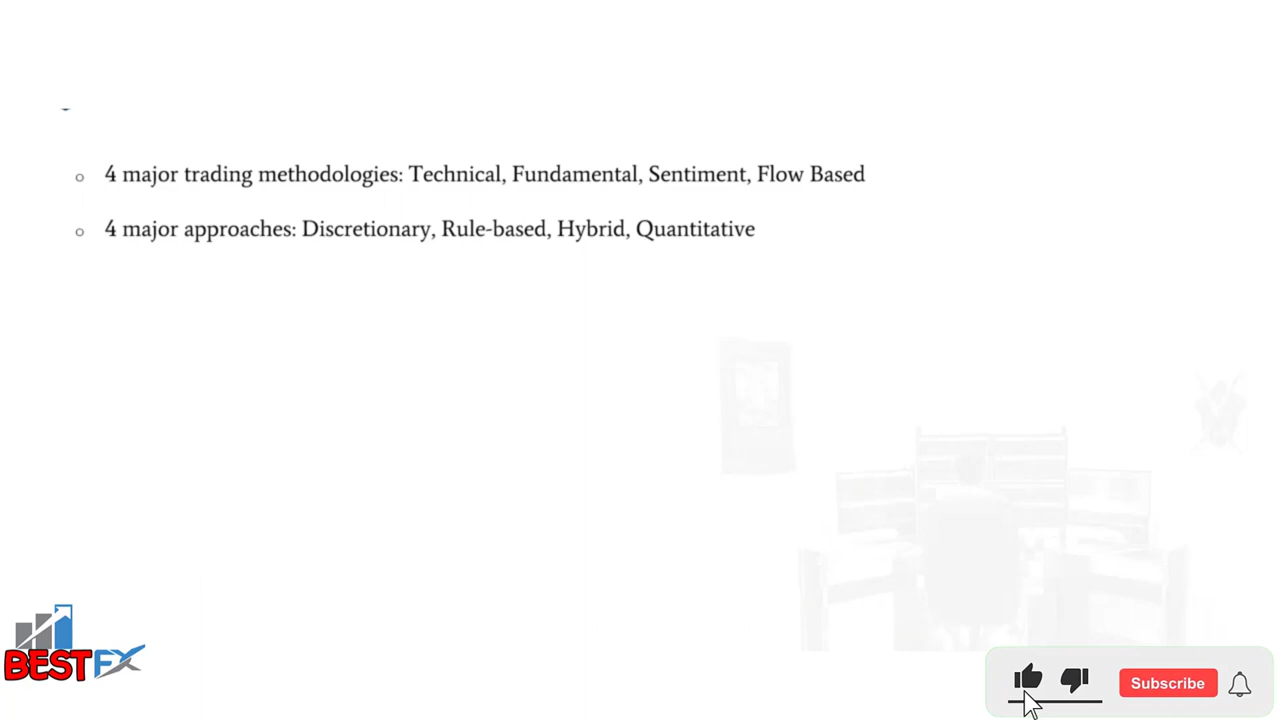 4 major trading methodologies: Technical, Fundamental, Sentiment, Flow Based
4 major approaches: Discretionary, Rule-based, Hybrid, Quantitative
BESTFX
Subscribe